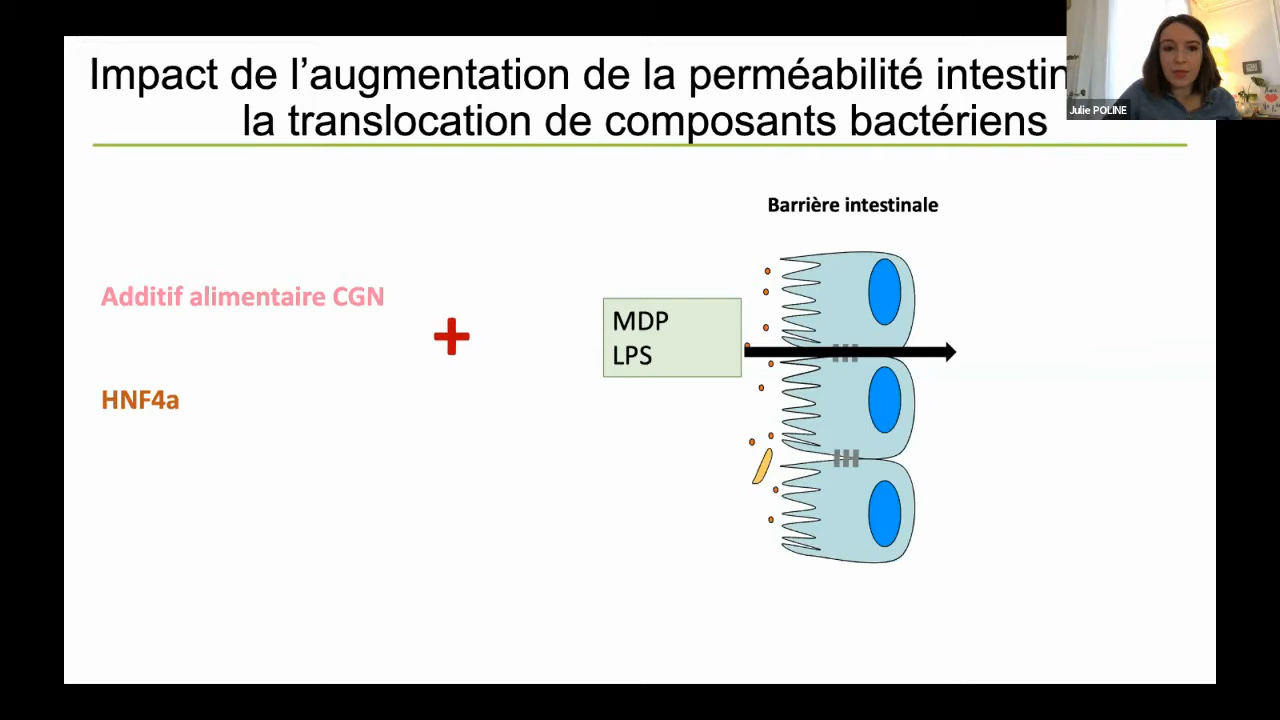 Impact de l'augmentation de la perméabilité
la translocation de composants bactériens
Julie POLINE
Barrière intestinale
Additif alimentaire CGN
+
MDP
LPS
HNF4a